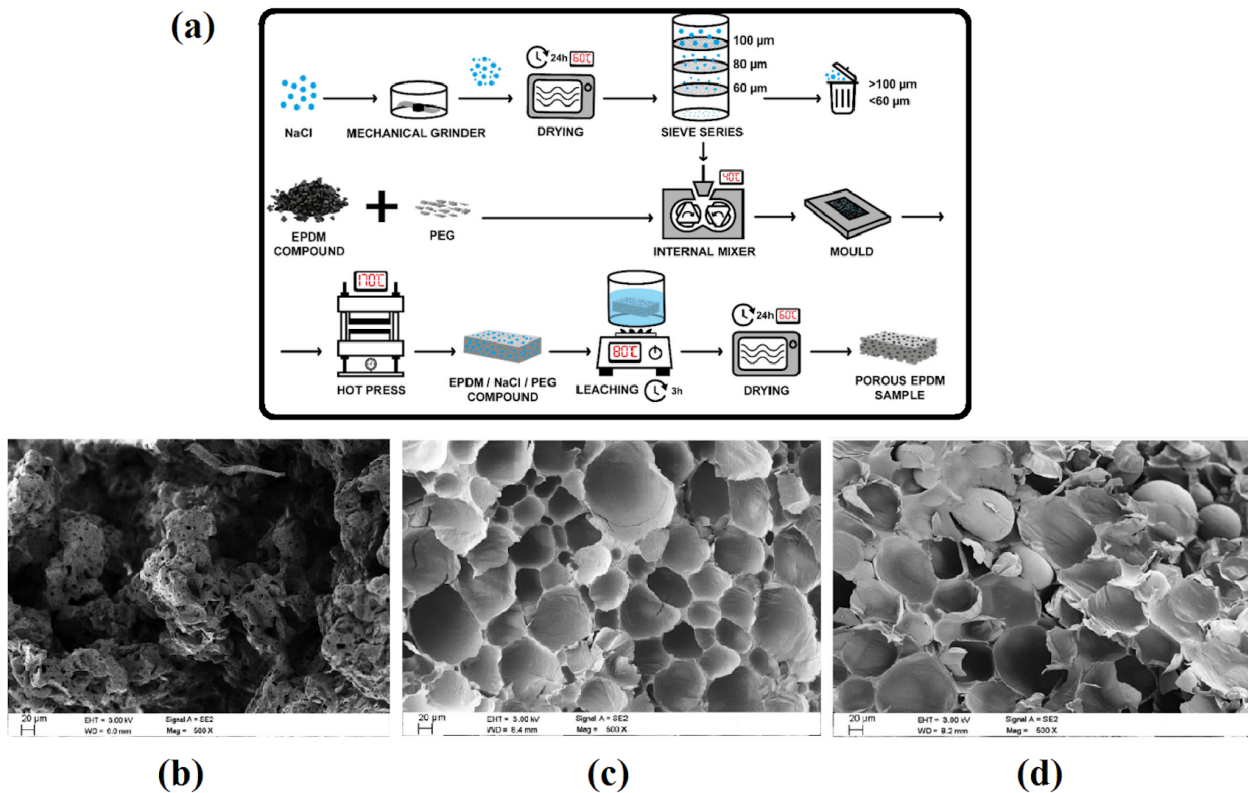 (a)
24h 60°C
100 µm
80 µm
60 µm
>100 µm
<60 µm
NaCl
MECHANICAL GRINDER
DRYING
SIEVE SERIES
40°C
EPDM
COMPOUND
PEG
INTERNAL MIXER
MOULD
170°C
80°C
24h 60°C
HOT PRESS
EPDM / NaCl / PEG
COMPOUND
LEACHING
3h
DRYING
POROUS EPDM
SAMPLE
20 µm
EHT = 3.00 kV
Signal A = SE2
WD = 6.0 mm
Mag = 500 X
20 µm
EHT = 3.00 kV
Signal A = SE2
WD = 8.4 mm
Mag = 500 X
20 µm
EHT = 3.00 kV
Signal A = SE2
WD = 9.2 mm
Mag = 500 X
(b)
(c)
(d)